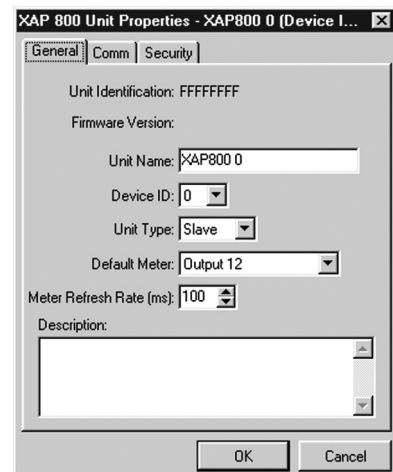 XAP 800 Unit Properties - XAP800 0 (Device I...
General Comm Security
Unit Identification: FFFFFFFF
Firmware Version:
Unit Name: XAP800 0
Device ID: 0
Unit Type: Slave
Default Meter: Output 12
Meter Refresh Rate (ms): 100
Description:
OK Cancel